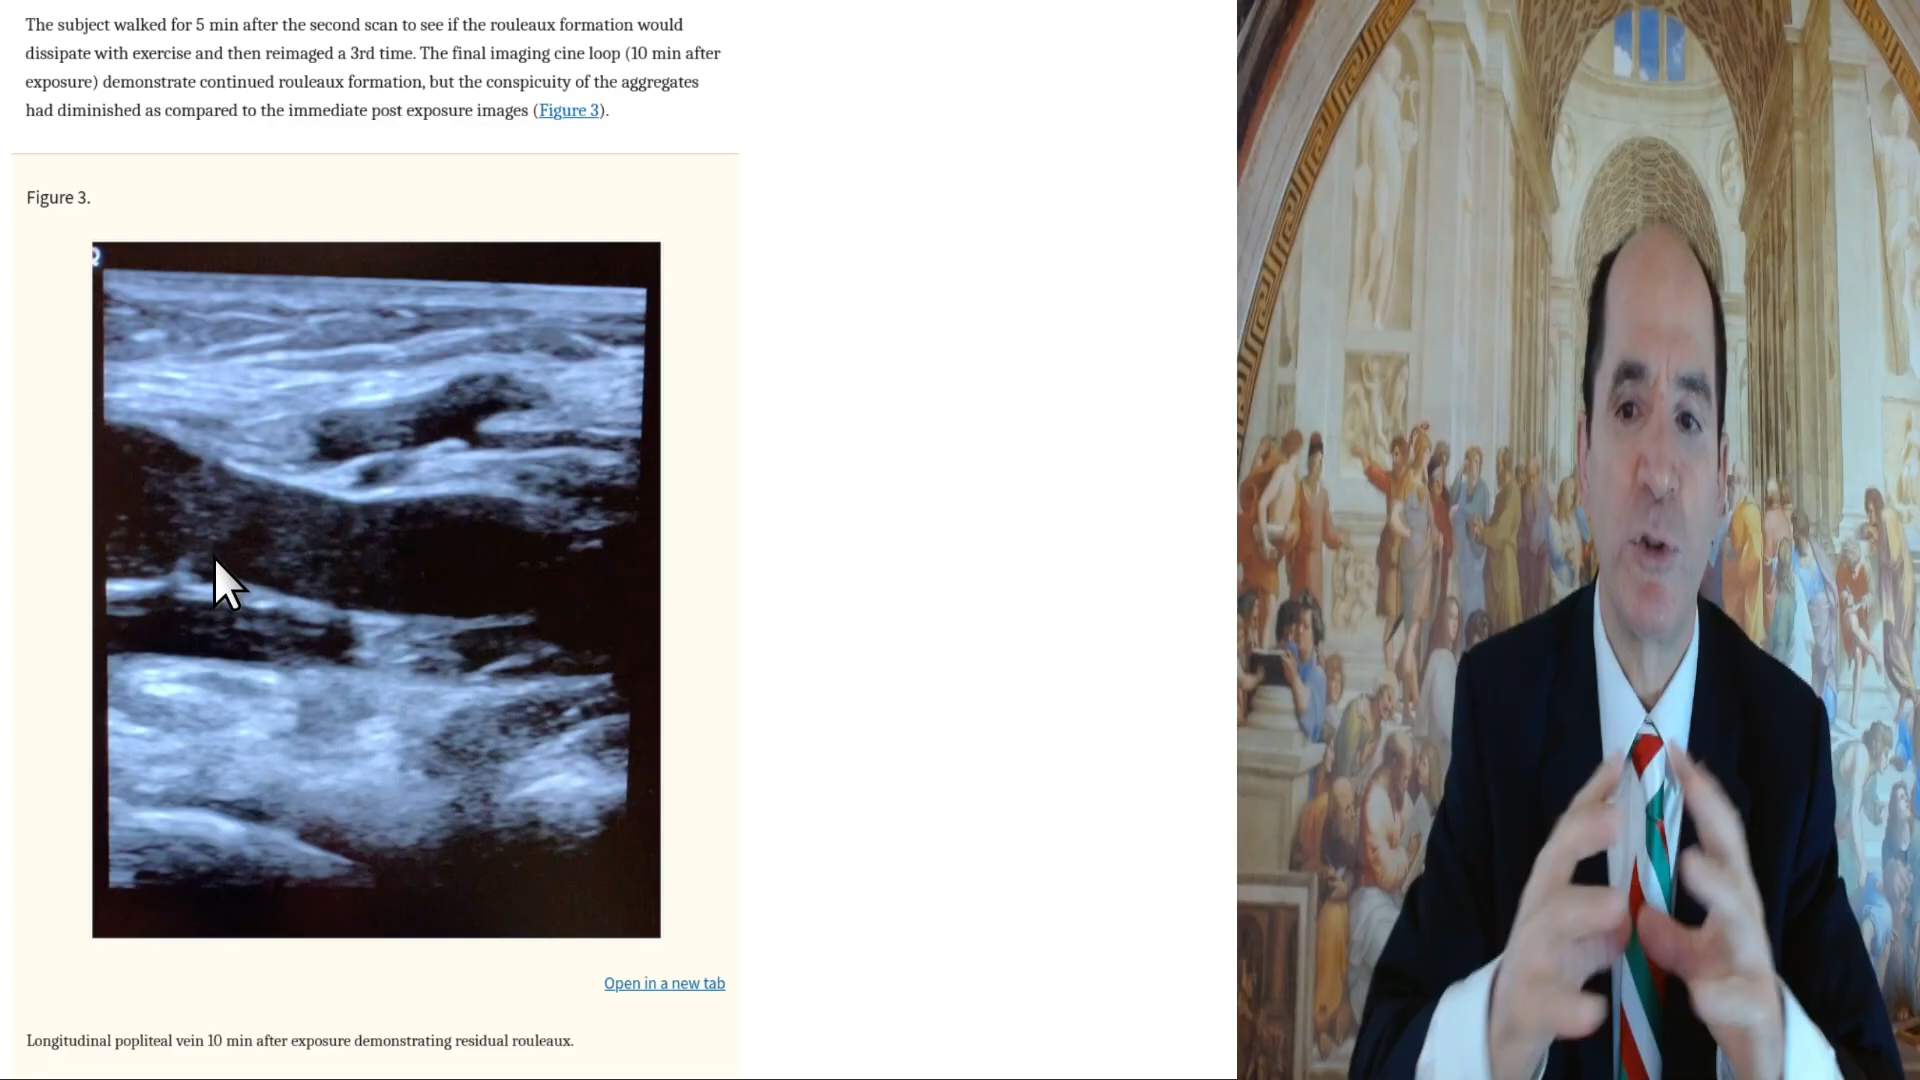 The subject walked for 5 min after the second scan to see if the rouleaux formation would
dissipate with exercise and then reimaged a 3rd time. The final imaging cine loop (10 min after
exposure) demonstrate continued rouleaux formation, but the conspicuity of the aggregates
had diminished as compared to the immediate post exposure images (Figure 3).
Figure 3.
Open in a new tab
Longitudinal popliteal vein 10 min after exposure demonstrating residual rouleaux.